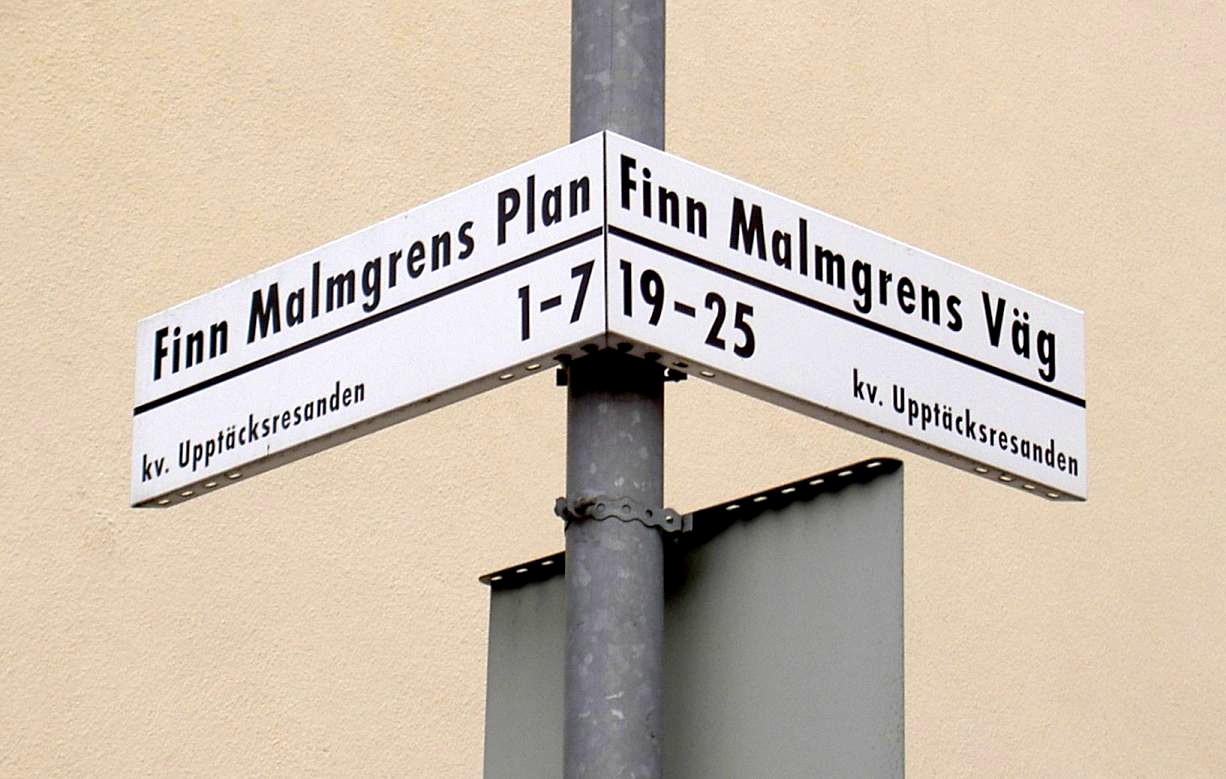 Finn Malmgrens Plan
1-7
kv. Upptäcksresanden
Finn Malmgrens Väg
19-25
kv. Upptäcksresanden